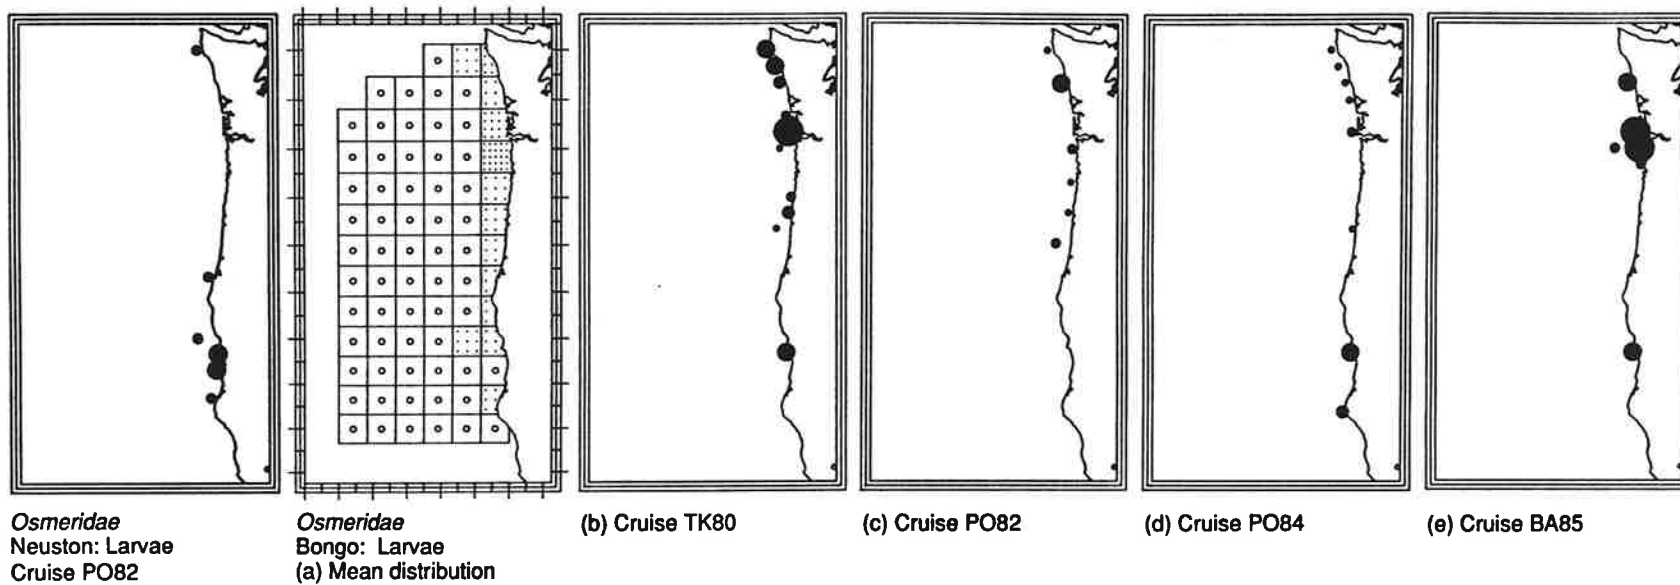 Osmeridae
Neuston: Larvae
Cruise PO82
Osmeridae
Bongo: Larvae
(a) Mean distribution
(b) Cruise TK80
(c) Cruise PO82
(d) Cruise PO84
(e) Cruise BA85